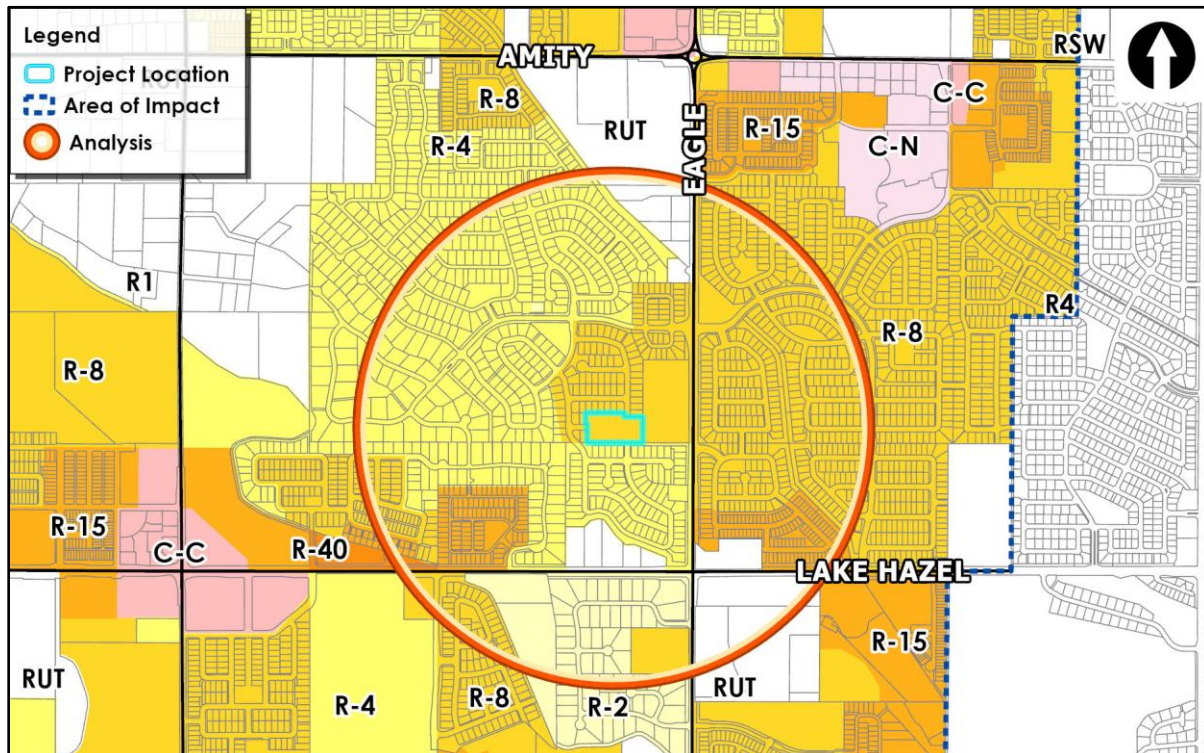 Legend
Project Location
Area of Impact
Analysis
AMITY
RSW
R-8
RUT
EAGLE
R-15
C-C
C-N
R-4
R1
R4
R-8
R-8
R-15
C-C
R-40
LAKE HAZEL
RUT
R-4
R-8
R-2
RUT
R-15